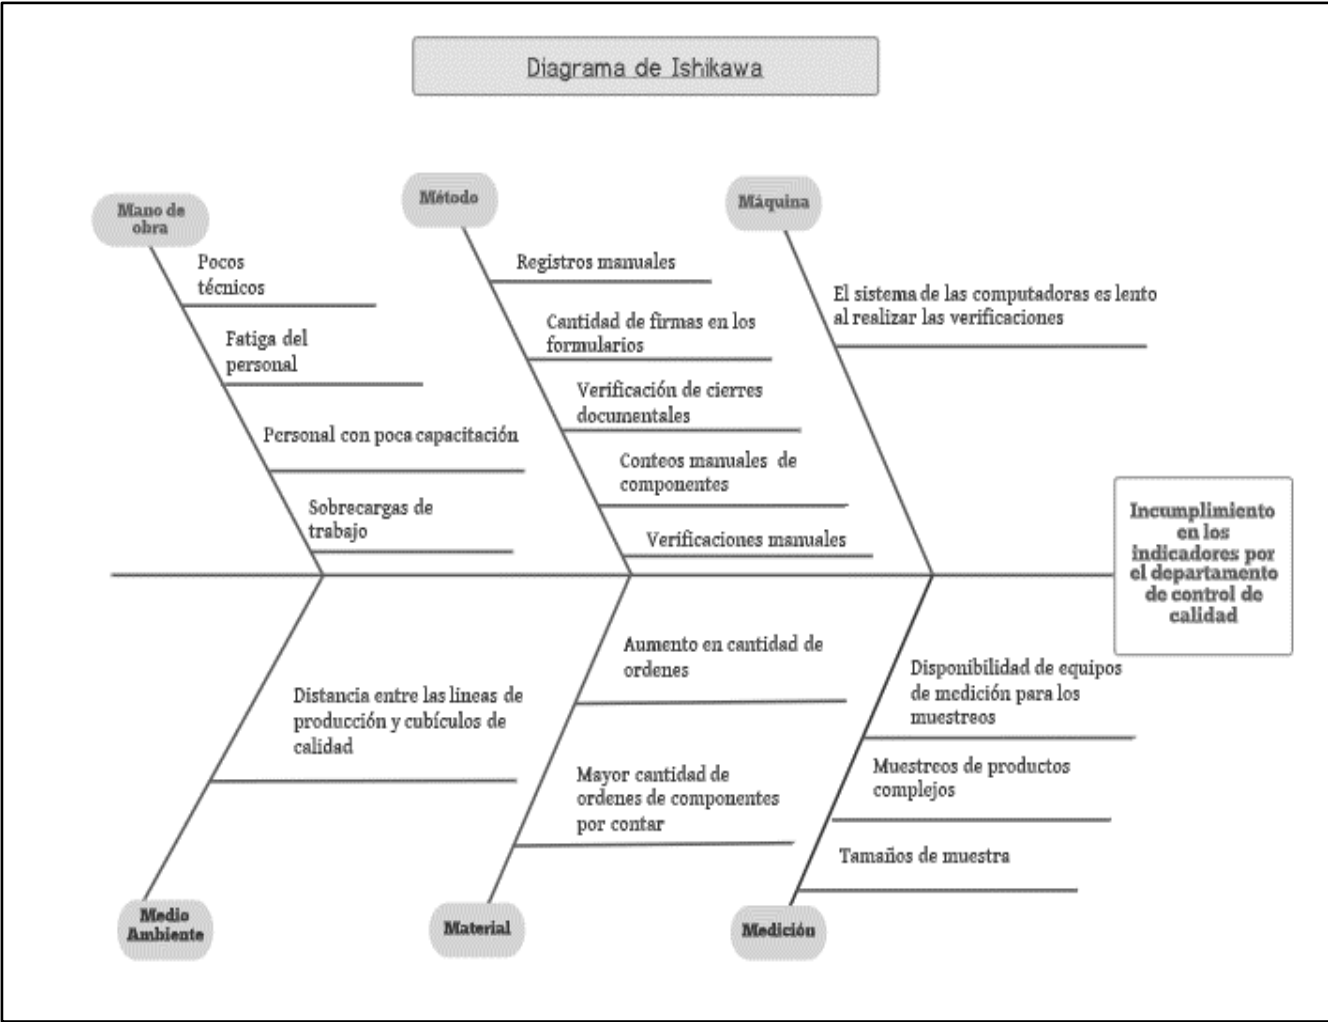 Diagrama de Ishikawa
Mano de
obra
Pocos
técnicos
Fatiga del
personal
Personal con poca capacitación
Sobrecargas de
trabajo
Método
Registros manuales
Cantidad de firmas en los
formularios
Verificación de cierres
documentales
Conteos manuales de
componentes
Verificaciones manuales
Máquina
El sistema de las computadoras es lento
al realizar las verificaciones
Incumplimiento
en los
indicadores por
el departamento
de control de
calidad
Distancia entre las lineas de
producción y cubículos de
calidad
Medio
Ambiente
Aumento en cantidad de
ordenes
Mayor cantidad de
ordenes de componentes
por contar
Material
Disponibilidad de equipos
de medición para los
muestreos
Muestreos de productos
complejos
Tamaños de muestra
Medición